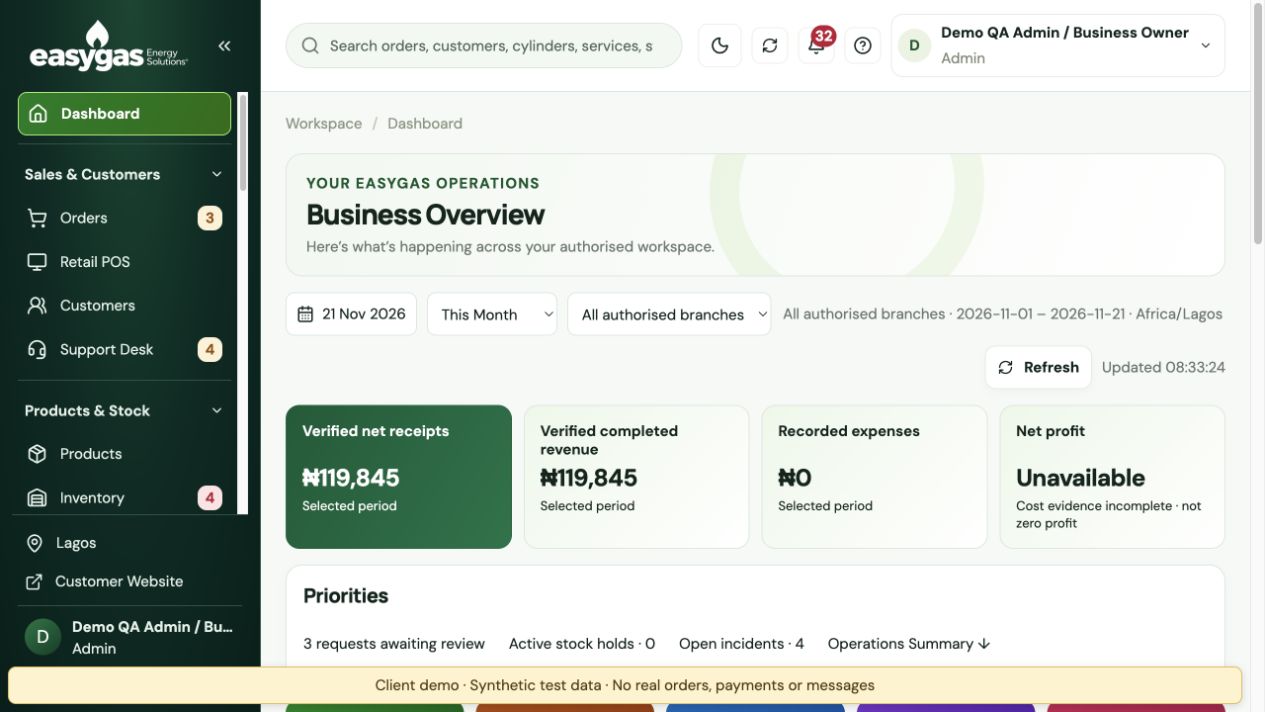 easygas Energy Solutions
Dashboard
Sales & Customers
Orders 3
Retail POS
Customers
Support Desk 4
Products & Stock
Products
Inventory 4
Lagos
Customer Website
D Demo QA Admin / Bu...
Admin
Search orders, customers, cylinders, services, s
32
D Demo QA Admin / Business Owner
Admin
Workspace / Dashboard
YOUR EASYGAS OPERATIONS
Business Overview
Here’s what’s happening across your authorised workspace.
21 Nov 2026 This Month All authorised branches All authorised branches · 2026-11-01 – 2026-11-21 · Africa/Lagos
Refresh Updated 08:33:24
Verified net receipts
₦119,845
Selected period
Verified completed
revenue
₦119,845
Selected period
Recorded expenses
₦0
Selected period
Net profit
Unavailable
Cost evidence incomplete · not
zero profit
Priorities
3 requests awaiting review Active stock holds · 0 Open incidents · 4 Operations Summary ↓
Client demo · Synthetic test data · No real orders, payments or messages